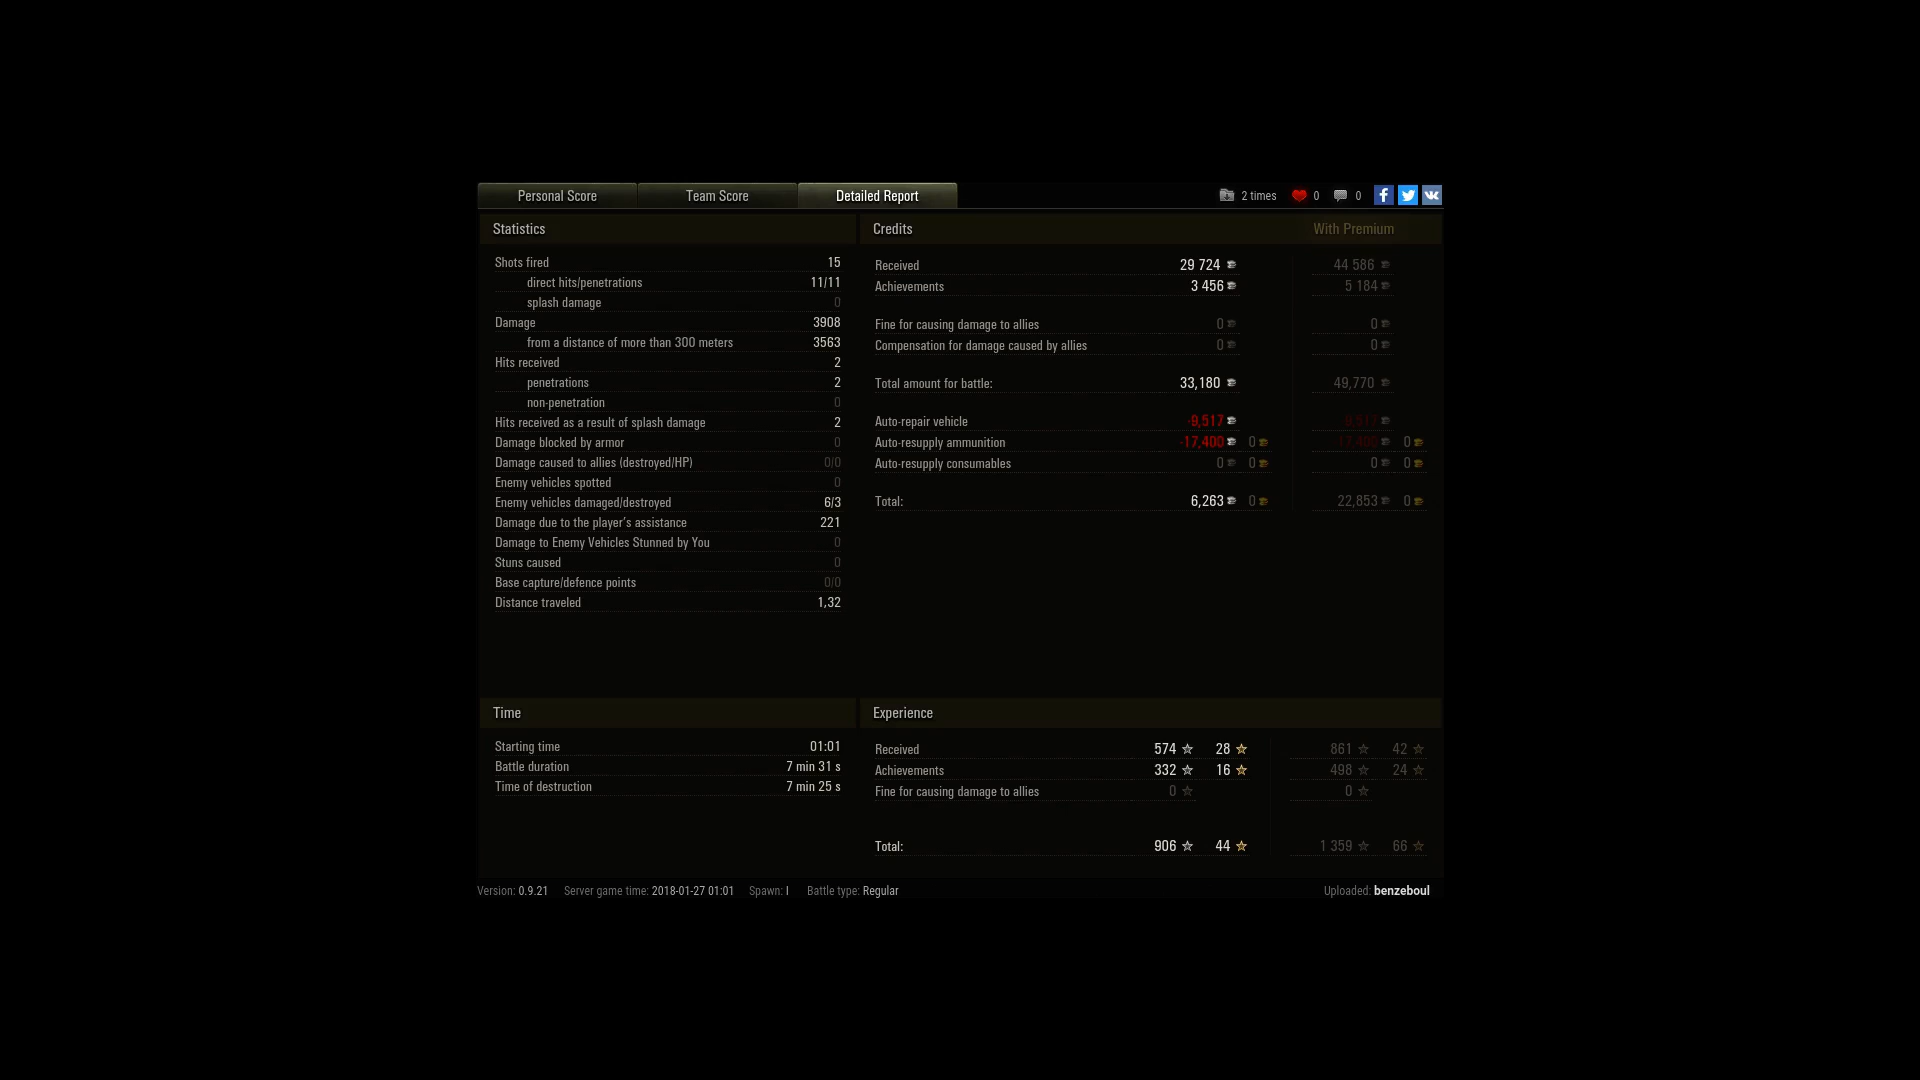 Personal Score Team Score Detailed Report 2 times 0 0
Statistics
Shots fired 15
direct hits/penetrations 11/11
splash damage 0
Damage 3908
from a distance of more than 300 meters 3563
Hits received 2
penetrations 2
non-penetration 0
Hits received as a result of splash damage 2
Damage blocked by armor 0
Damage caused to allies (destroyed/HP) 0/0
Enemy vehicles spotted 0
Enemy vehicles damaged/destroyed 6/3
Damage due to the player's assistance 221
Damage to Enemy Vehicles Stunned by You 0
Stuns caused 0
Base capture/defence points 0/0
Distance traveled 1,32
Credits With Premium
Received 29 724 44 586
Achievements 3 456 5 184
Fine for causing damage to allies 0 0
Compensation for damage caused by allies 0 0
Total amount for battle: 33,180 49,770
Auto-repair vehicle -9,517 -9,517
Auto-resupply ammunition -17,400 0 -17,400 0
Auto-resupply consumables 0 0 0 0
Total: 6,263 0 22,853 0
Time
Starting time 01:01
Battle duration 7 min 31 s
Time of destruction 7 min 25 s
Experience
Received 574 28 861 42
Achievements 332 16 498 24
Fine for causing damage to allies 0 0
Total: 906 44 1 359 66
Version: 0.9.21 Server game time: 2018-01-27 01:01 Spawn: I Battle type: Regular Uploaded: benzeboul